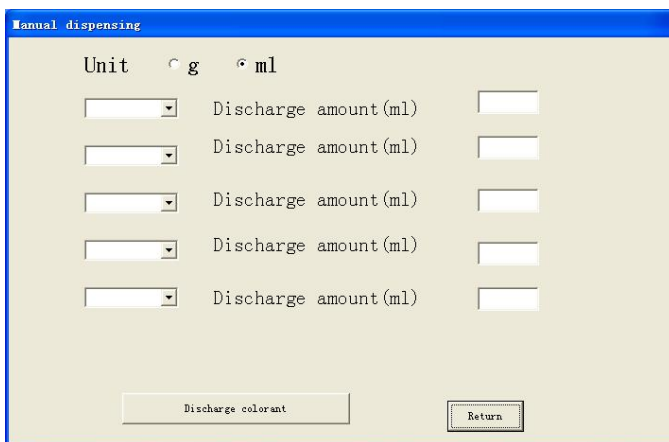 Manual dispensing
Unit g ml
Discharge amount(ml)
Discharge amount(ml)
Discharge amount(ml)
Discharge amount(ml)
Discharge amount(ml)
Discharge colorant
Return